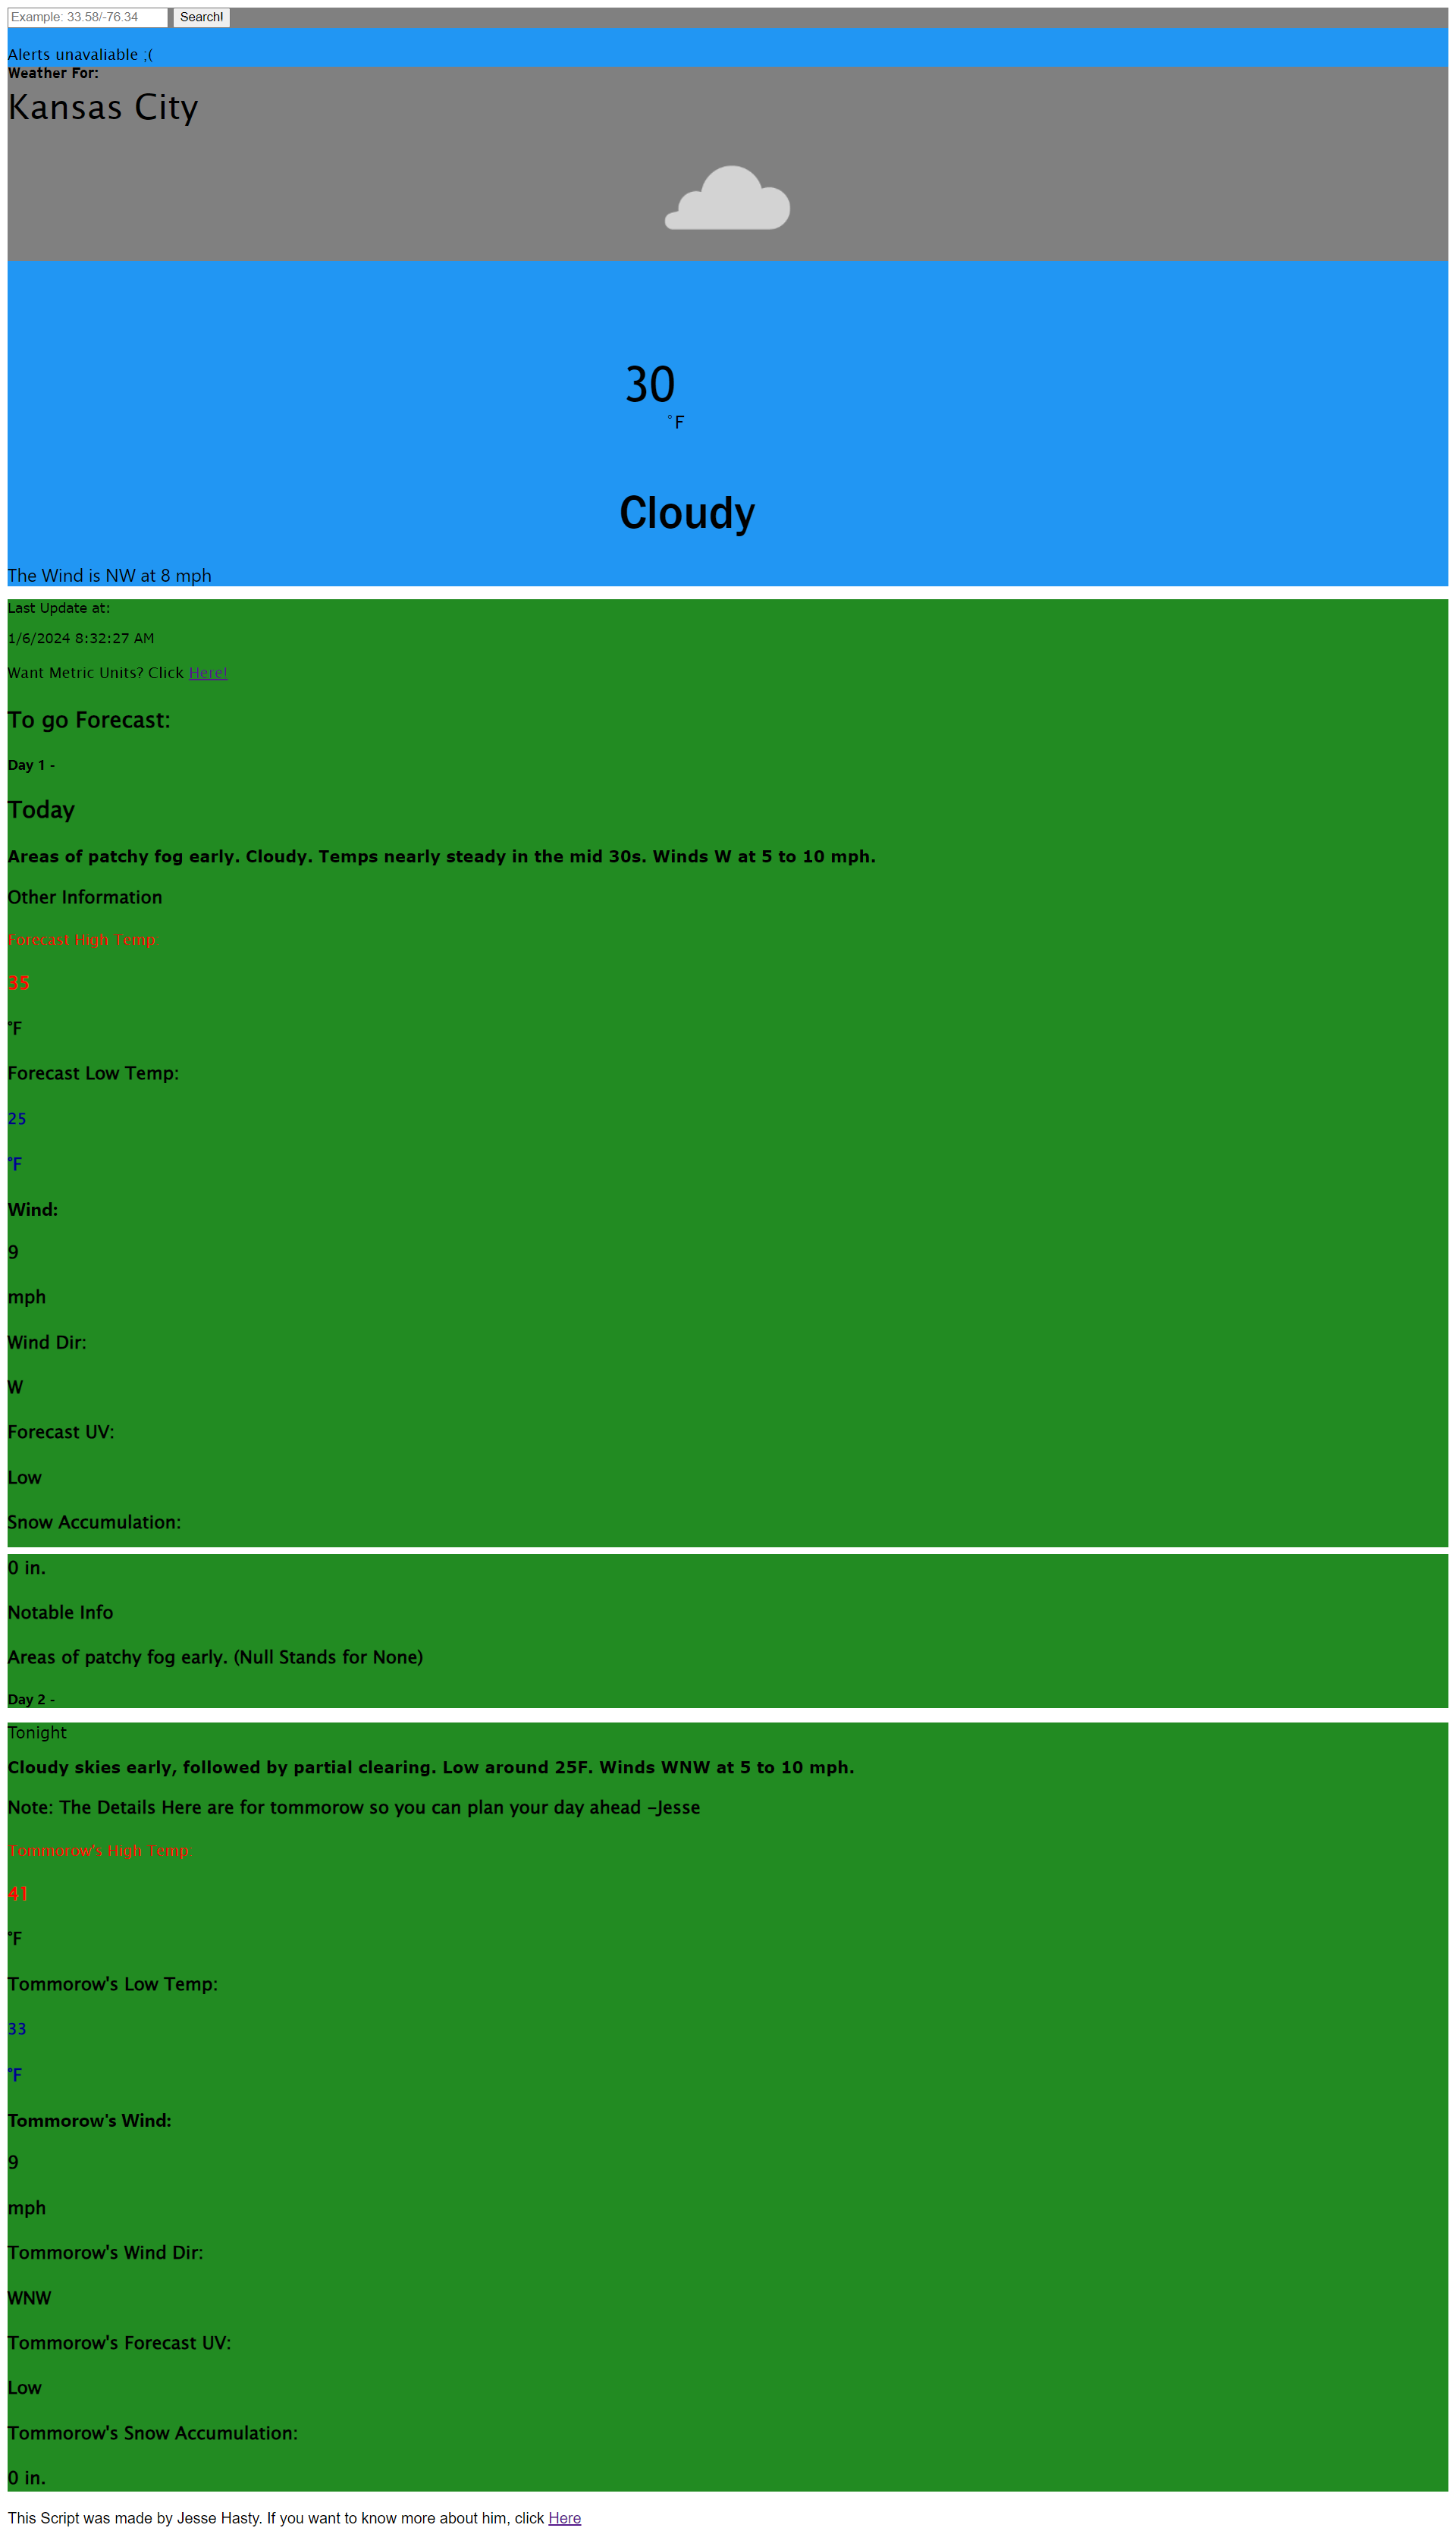 Example: 33.58/-76.34 Search!
Alerts unavaliable ;(
Weather For:
Kansas City
30
°F
Cloudy
The Wind is NW at 8 mph
Last Update at:
1/6/2024 8:32:27 AM
Want Metric Units? Click Here!
To go Forecast:
Day 1 -
Today
Areas of patchy fog early. Cloudy. Temps nearly steady in the mid 30s. Winds W at 5 to 10 mph.
Other Information
Forecast High Temp:
35
°F
Forecast Low Temp:
25
°F
Wind:
9
mph
Wind Dir:
W
Forecast UV:
Low
Snow Accumulation:
0 in.
Notable Info
Areas of patchy fog early. (Null Stands for None)
Day 2 -
Tonight
Cloudy skies early, followed by partial clearing. Low around 25F. Winds WNW at 5 to 10 mph.
Note: The Details Here are for tommorow so you can plan your day ahead -Jesse
Tommorow's High Temp:
41
°F
Tommorow's Low Temp:
33
°F
Tommorow's Wind:
9
mph
Tommorow's Wind Dir:
WNW
Tommorow's Forecast UV:
Low
Tommorow's Snow Accumulation:
0 in.
This Script was made by Jesse Hasty. If you want to know more about him, click Here